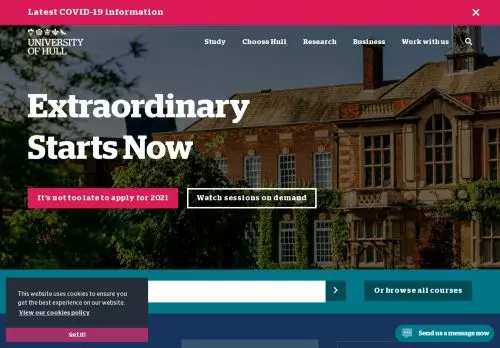 Latest COVID-19 information
UNIVERSITY
OF HULL
Study
Choose Hull
Research
Business
Work with us
Extraordinary
Starts Now
It's not too late to apply for 2021
Watch sessions on demand
Or browse all courses
This website uses cookies to ensure you
get the best experience on our website.
View our cookies policy
Got it!
Send us a message now